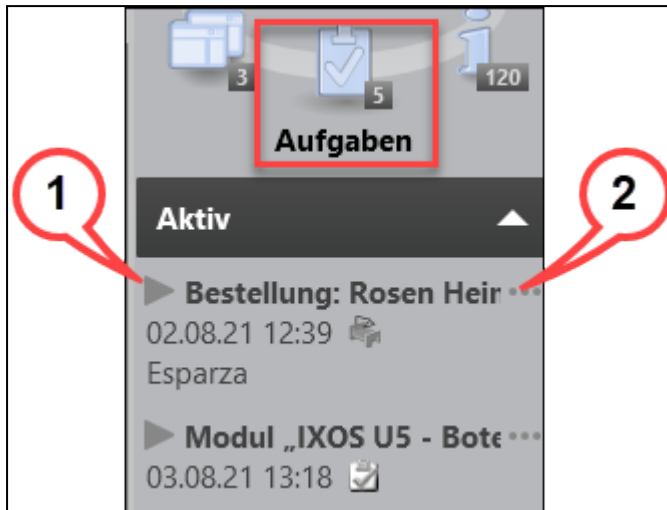 3
5
120
Aufgaben
1
2
Aktiv
Bestellung: Rosen Heir ...
02.08.21 12:39
Esparza
Modul „IXOS U5 - Bote ...
03.08.21 13:18